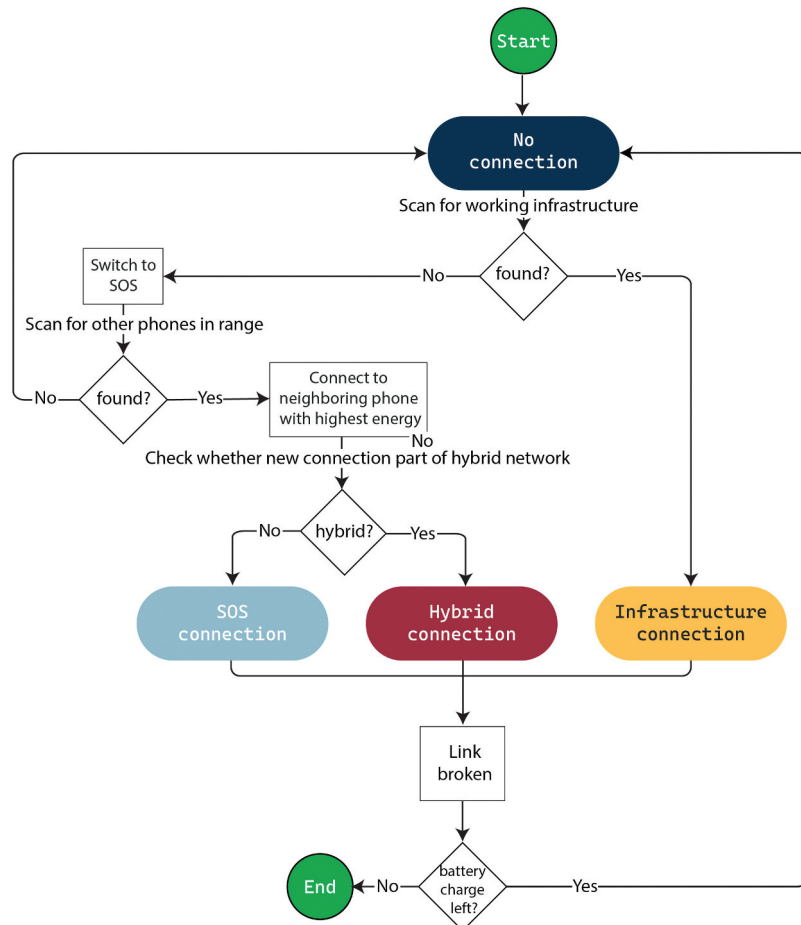 Start
No
connection
Scan for working infrastructure
found?
No
Yes
Switch to
SOS
Scan for other phones in range
found?
No
Yes
Connect to
neighboring phone
with highest energy
No
Check whether new connection part of hybrid network
hybrid?
No
Yes
SOS
connection
Hybrid
connection
Infrastructure
connection
Link
broken
battery
charge
left?
No
Yes
End